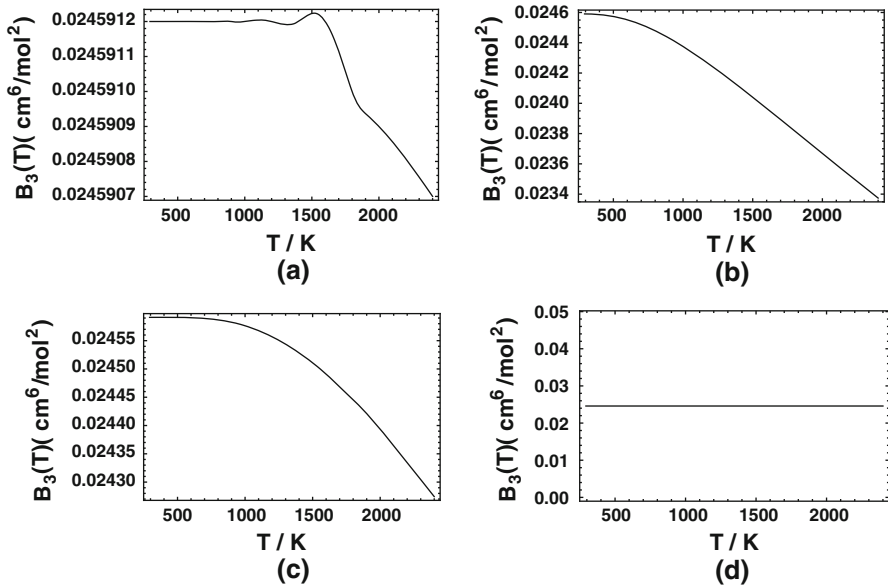 B₃(T)( cm⁶/mol²)
0.0245912
0.0245911
0.0245910
0.0245909
0.0245908
0.0245907
500 1000 1500 2000
T / K
(a)
B₃(T)( cm⁶/mol²)
0.0246
0.0244
0.0242
0.0240
0.0238
0.0236
0.0234
500 1000 1500 2000
T / K
(b)
B₃(T)( cm⁶/mol²)
0.02455
0.02450
0.02445
0.02440
0.02435
0.02430
500 1000 1500 2000
T / K
(c)
B₃(T)( cm⁶/mol²)
0.05
0.04
0.03
0.02
0.01
0.00
500 1000 1500 2000
T / K
(d)